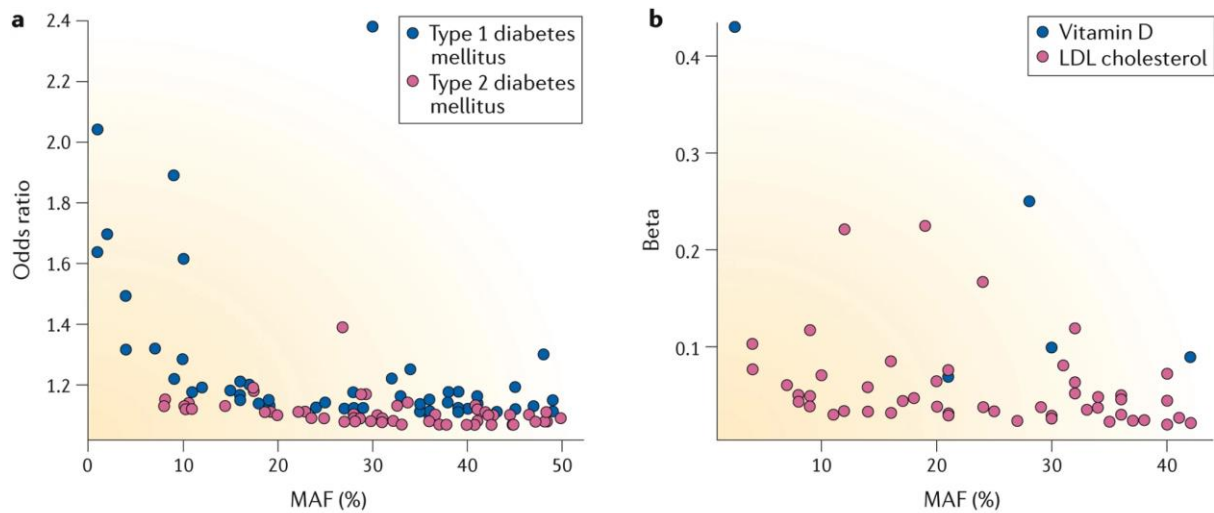 a
2.4
2.2
2.0
1.8
1.6
1.4
1.2
Odds ratio
0
10
20
30
40
50
MAF (%)
Type 1 diabetes
mellitus
Type 2 diabetes
mellitus
b
0.4
0.3
0.2
0.1
Beta
10
20
30
40
MAF (%)
Vitamin D
LDL cholesterol